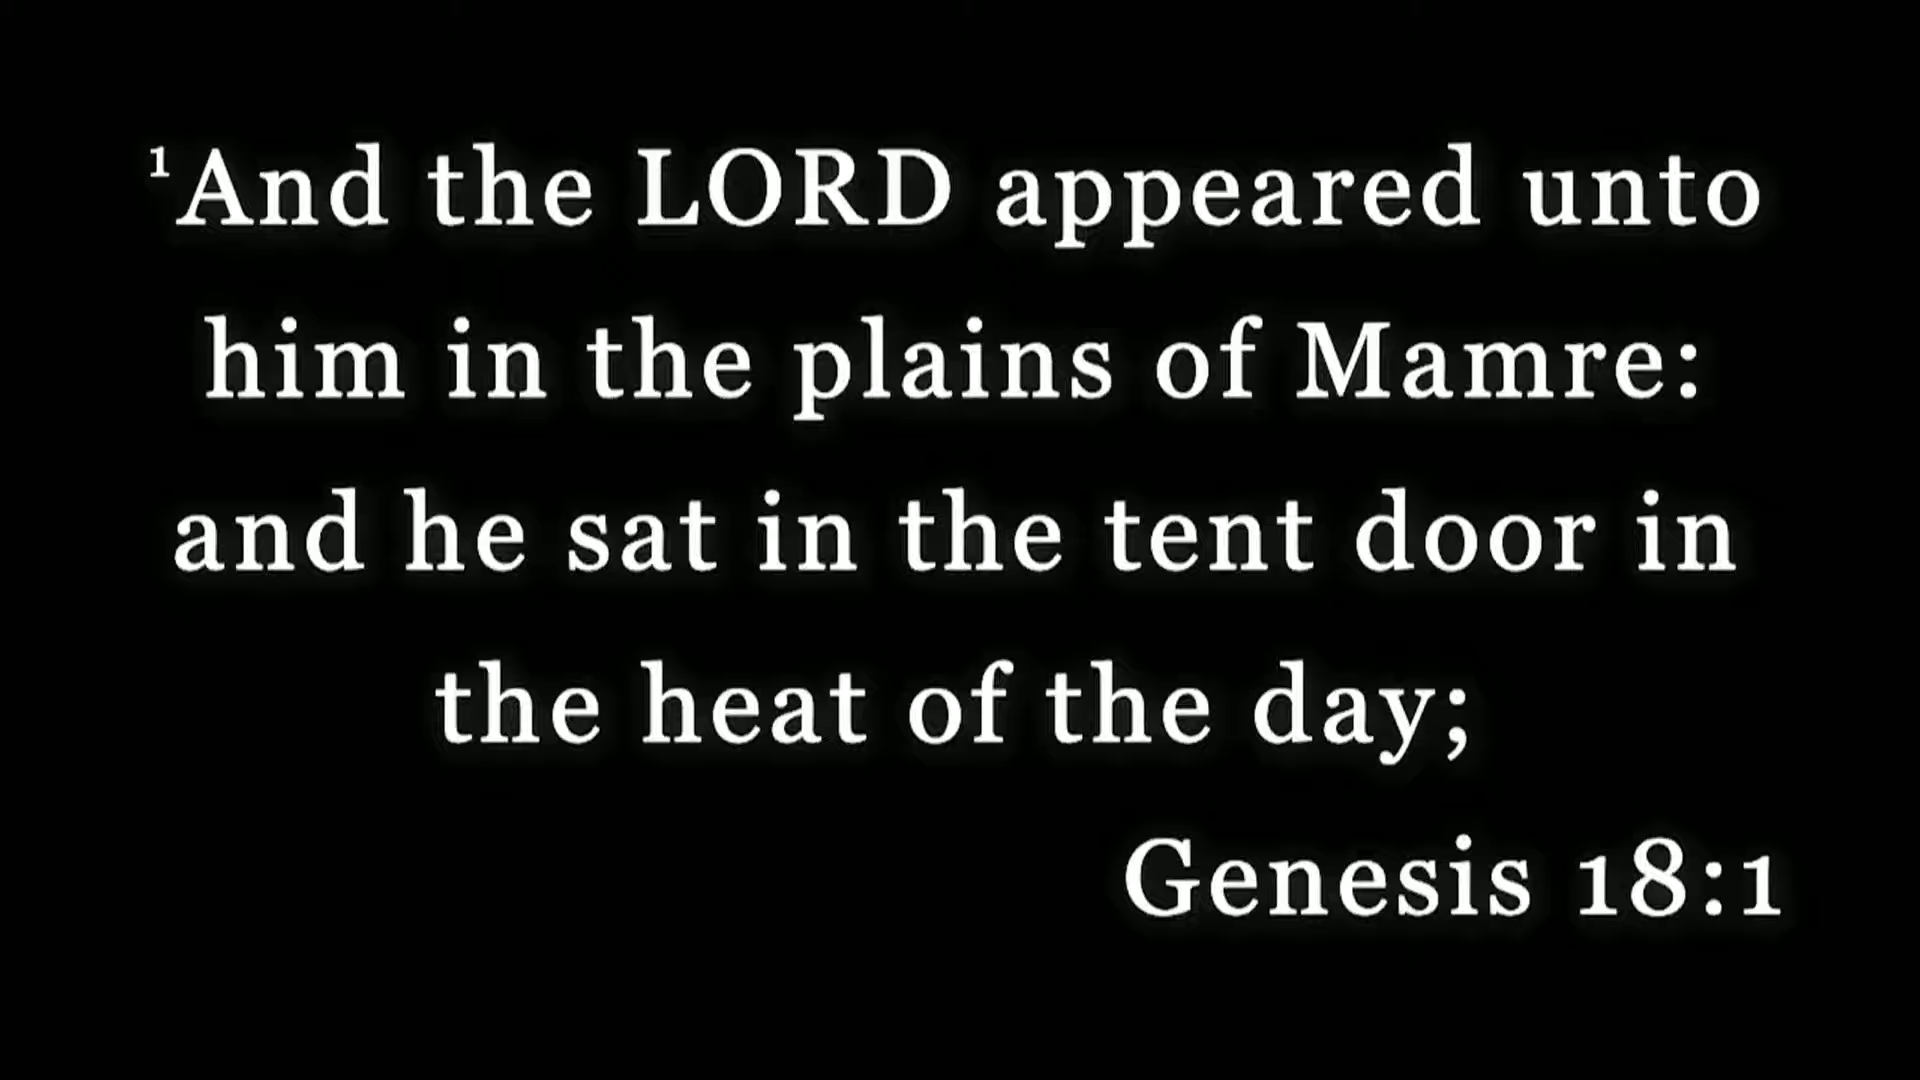 ¹And the LORD appeared unto
him in the plains of Mamre:
and he sat in the tent door in
the heat of the day;
Genesis 18:1